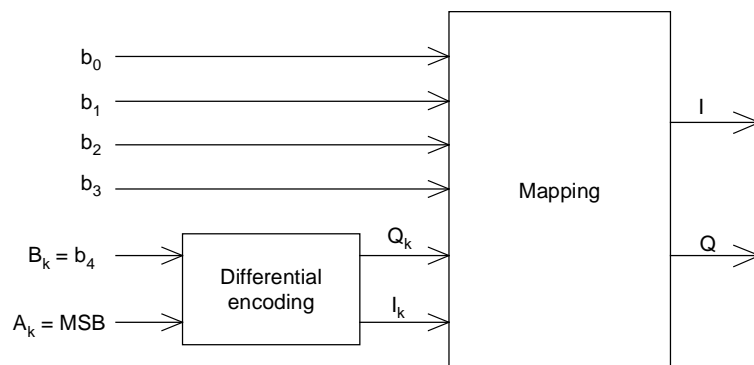 b0
b1
b2
b3
Bk = b4
Ak = MSB
Differential
encoding
Qk
Ik
Mapping
I
Q